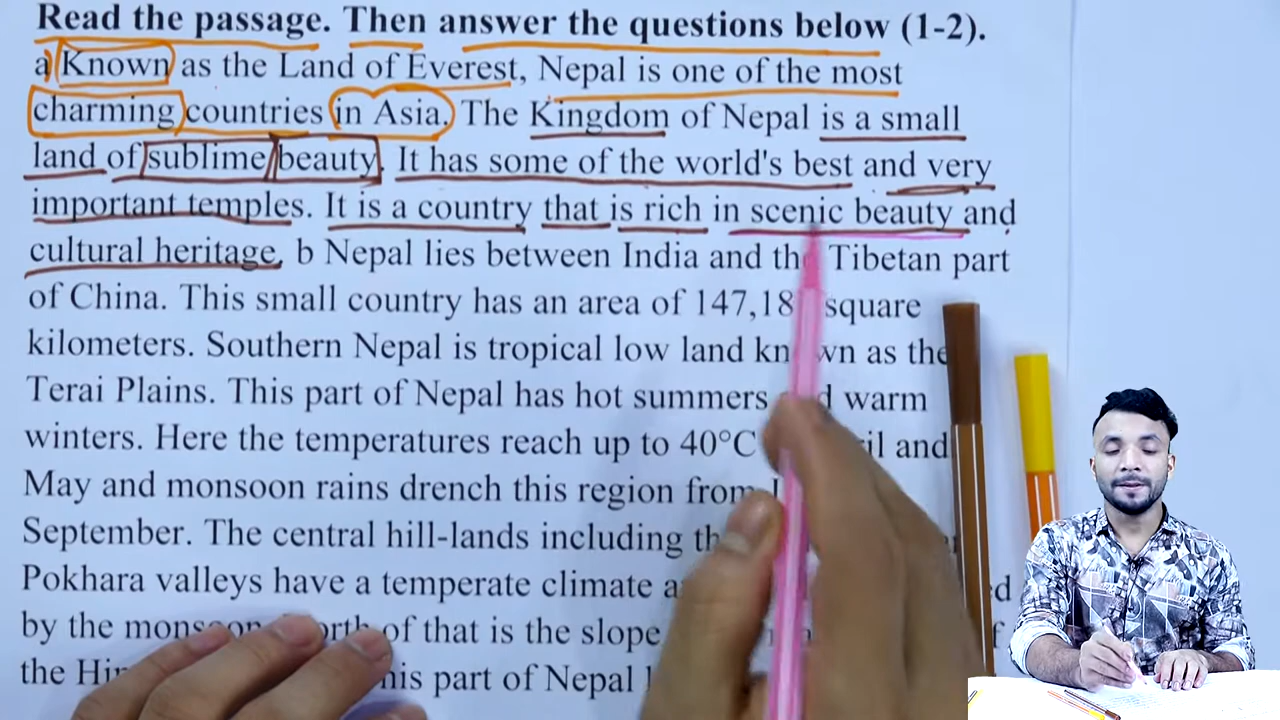 Read the passage. Then answer the questions below (1-2).
a) Known as the Land of Everest, Nepal is one of the most
charming countries in Asia. The Kingdom of Nepal is a small
land of sublime beauty. It has some of the world's best and very
important temples. It is a country that is rich in scenic beauty and
cultural heritage. b Nepal lies between India and the Tibetan part
of China. This small country has an area of 147,18 square
kilometers. Southern Nepal is tropical low land known as the
Terai Plains. This part of Nepal has hot summers and warm
winters. Here the temperatures reach up to 40°C and
May and monsoon rains drench this region from
September. The central hill-lands including
Pokhara valleys have a temperate climate
by the monsoon. North of that is the slope
the his part of Nepal